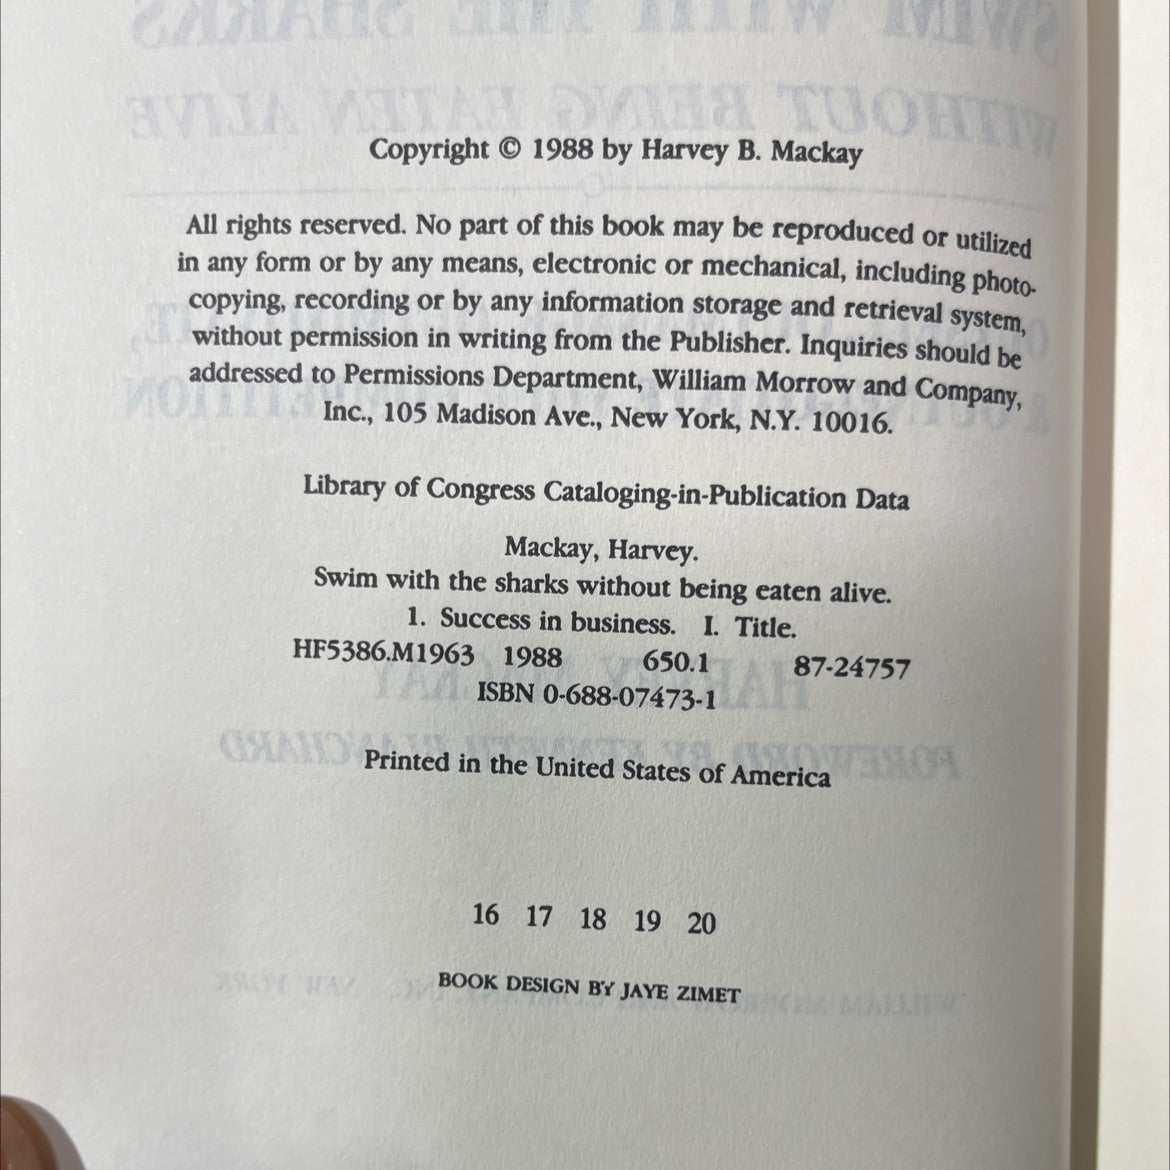 Copyright © 1988 by Harvey B. Mackay
All rights reserved. No part of this book may be reproduced or utilized
in any form or by any means, electronic or mechanical, including photo-
copying, recording or by any information storage and retrieval system,
without permission in writing from the Publisher. Inquiries should be
addressed to Permissions Department, William Morrow and Company,
Inc., 105 Madison Ave., New York, N.Y. 10016.
Library of Congress Cataloging-in-Publication Data
Mackay, Harvey.
Swim with the sharks without being eaten alive.
1. Success in business. I. Title.
HF5386.M1963 1988 650.1 87-24757
ISBN 0-688-07473-1
Printed in the United States of America
16 17 18 19 20
BOOK DESIGN BY JAYE ZIMET